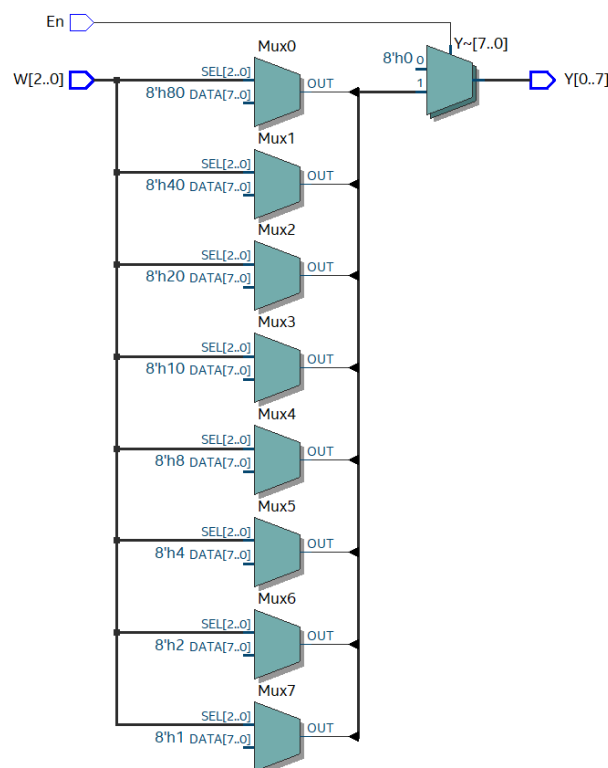 En
Mux0
Y~[7..0]
8'h0 0
W[2..0]
SEL[2..0]
Y[0..7]
8'h80 DATA[7..0]
OUT
1
Mux1
SEL[2..0]
8'h40 DATA[7..0]
OUT
Mux2
SEL[2..0]
8'h20 DATA[7..0]
OUT
Mux3
SEL[2..0]
8'h10 DATA[7..0]
OUT
Mux4
SEL[2..0]
8'h8 DATA[7..0]
OUT
Mux5
SEL[2..0]
8'h4 DATA[7..0]
OUT
Mux6
SEL[2..0]
8'h2 DATA[7..0]
OUT
Mux7
SEL[2..0]
8'h1 DATA[7..0]
OUT